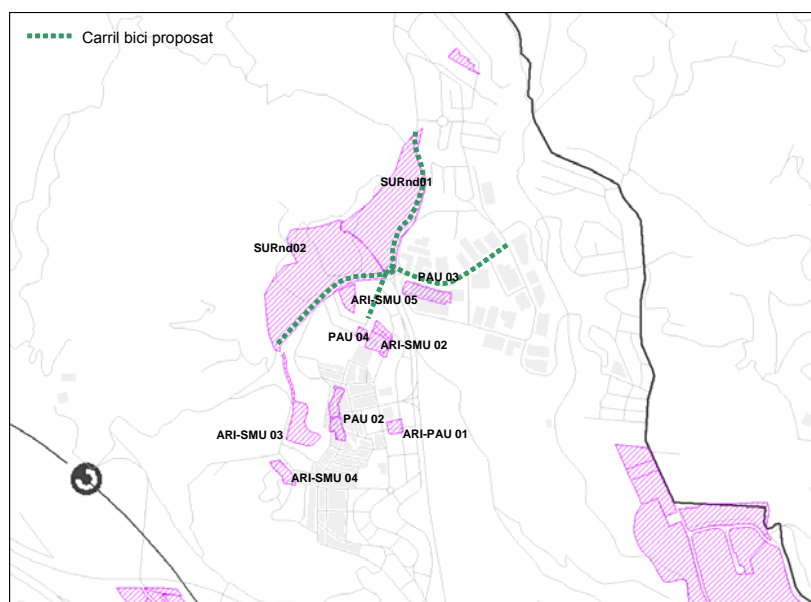 Carril bici proposat
SURnd01
SURnd02
PAU 03
ARI-SMU 05
PAU 04
ARI-SMU 02
PAU 02
ARI-SMU 03
ARI-PAU 01
ARI-SMU 04